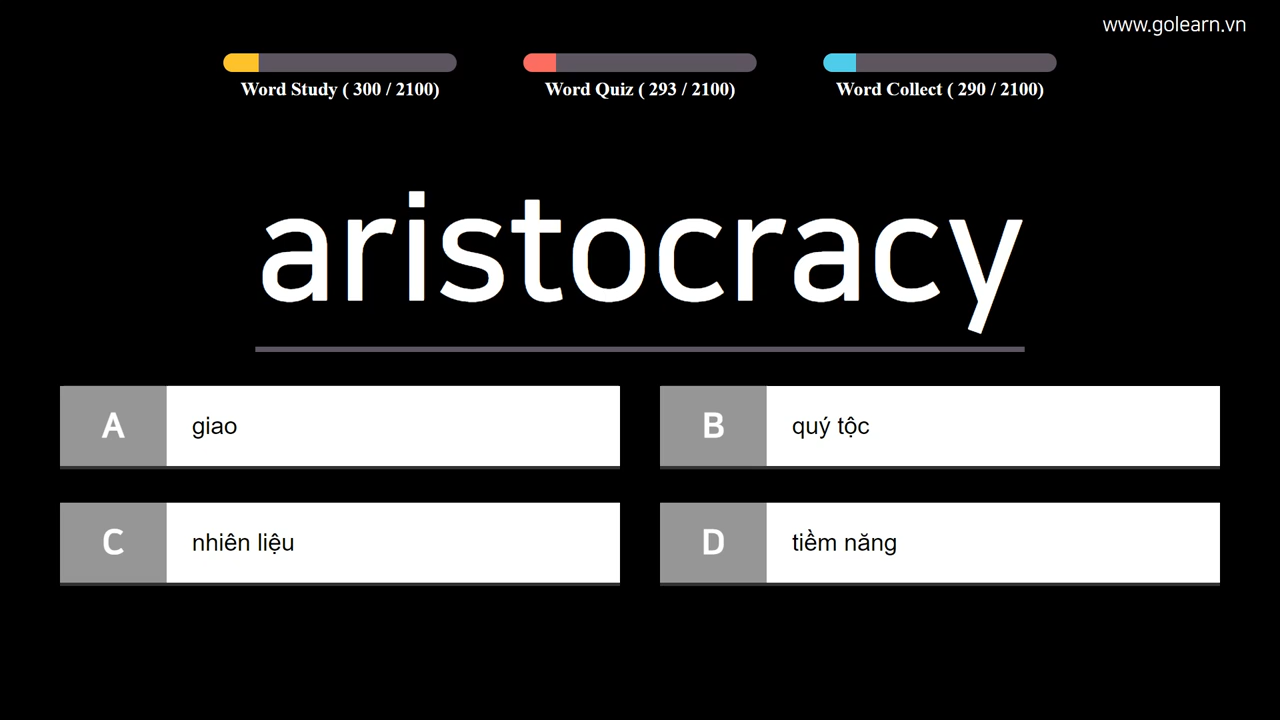 www.golearn.vn
Word Study ( 300 / 2100)
Word Quiz ( 293 / 2100)
Word Collect ( 290 / 2100)
aristocracy
A giao
B quý tộc
C nhiên liệu
D tiềm năng